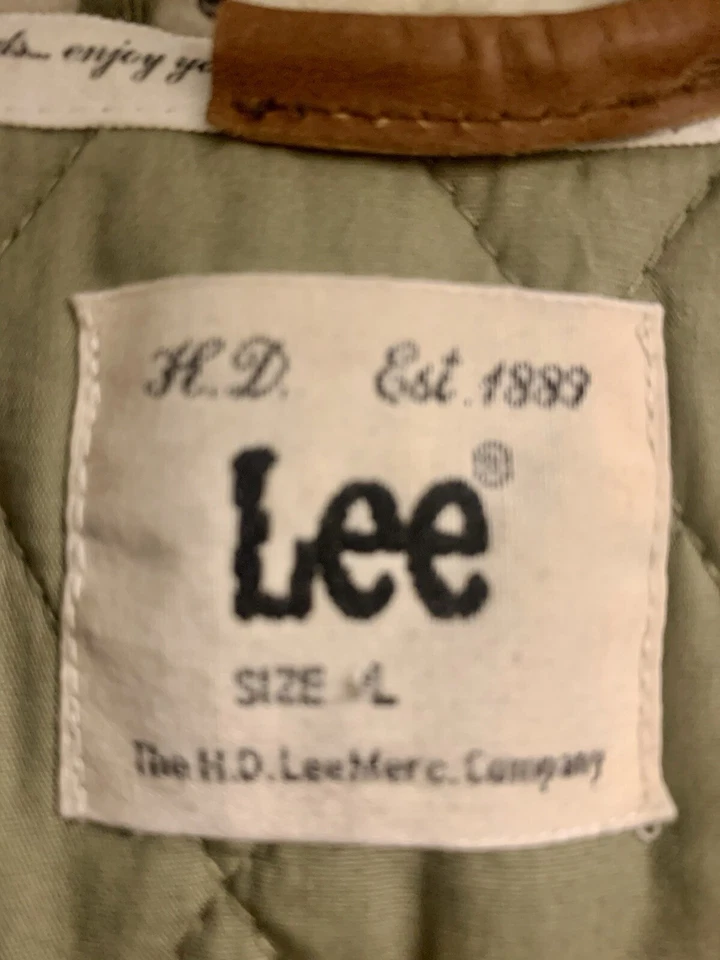 enjoy
H.D. Est. 1889
Lee®
SIZE L
The H.D. Lee Merc. Company